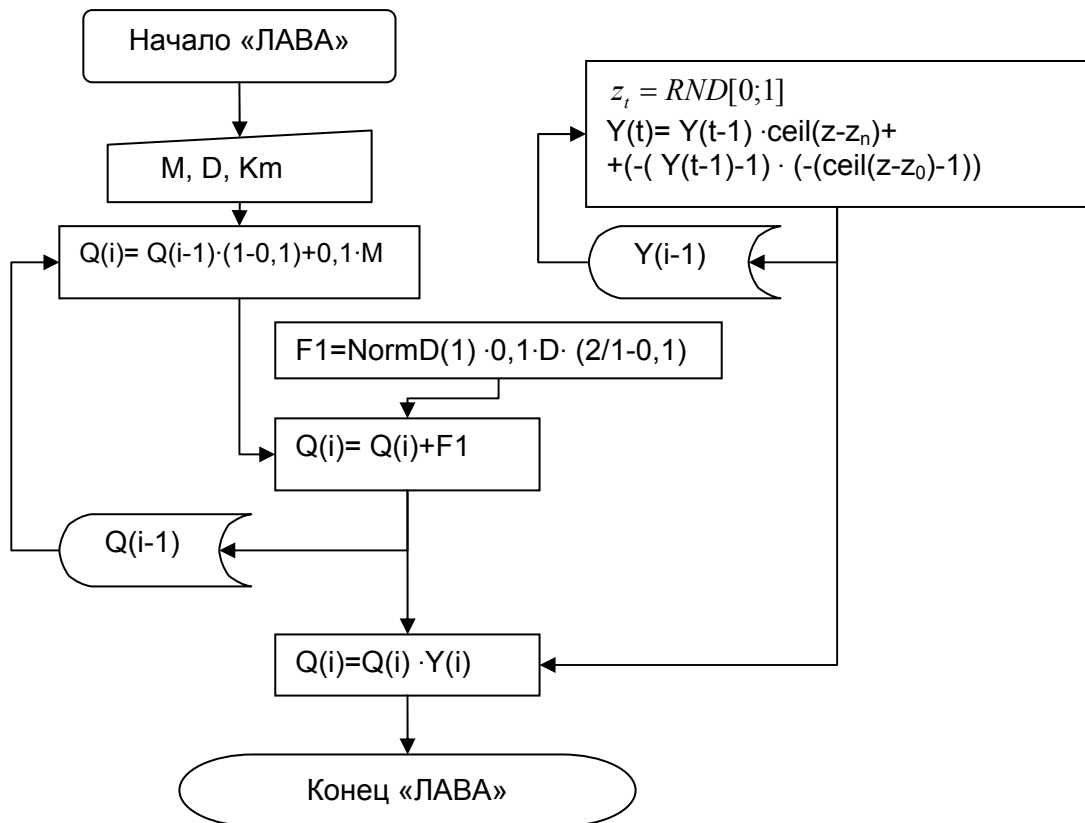 Начало «ЛАВА»
M, D, Km
Q(i)= Q(i-1)·(1-0,1)+0,1·M
z_t = RND[0;1]
Y(t)= Y(t-1) ·ceil(z-z_n)+
+(-( Y(t-1)-1) · (-(ceil(z-z_0)-1))
Y(i-1)
F1=NormD(1) ·0,1·D· (2/1-0,1)
Q(i)= Q(i)+F1
Q(i-1)
Q(i)=Q(i) ·Y(i)
Конец «ЛАВА»